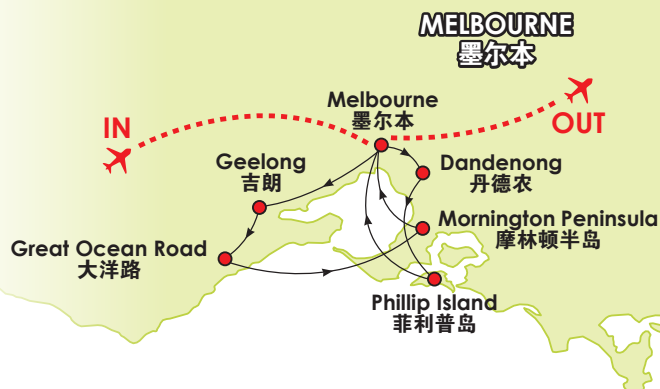 MELBOURNE
墨尔本
IN
OUT
Melbourne
墨尔本
Geelong
吉朗
Dandenong
丹德农
Mornington Peninsula
摩林顿半岛
Great Ocean Road
大洋路
Phillip Island
菲利普岛